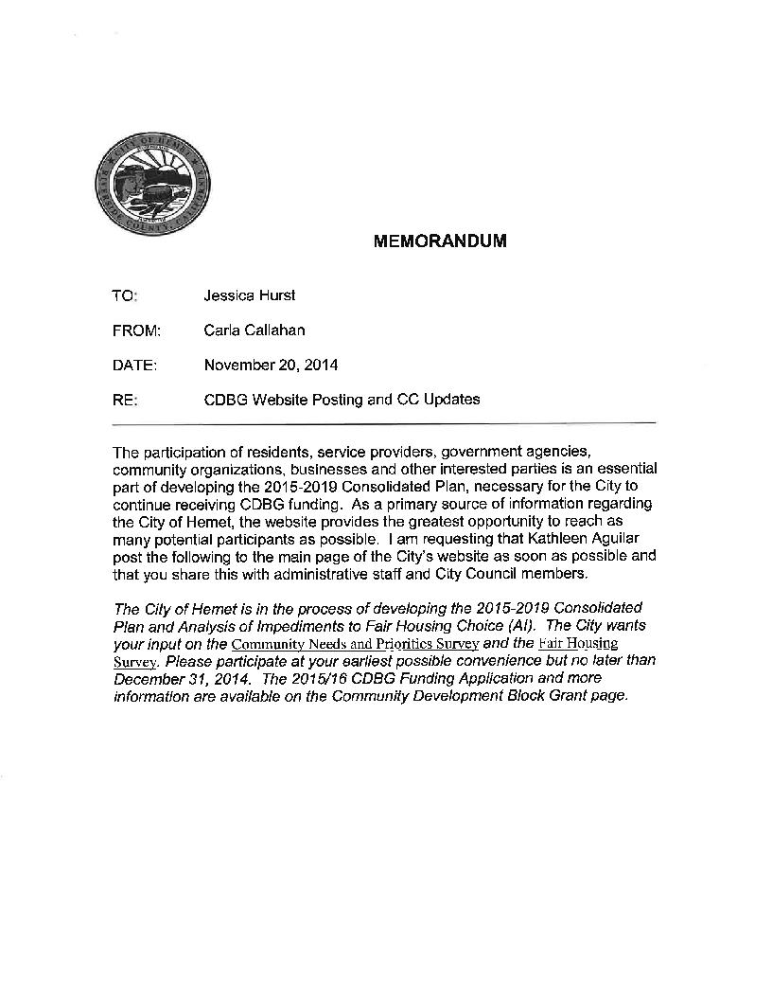 CITY OF HEMET
RIVERSIDE COUNTY, CALIFORNIA
MEMORANDUM
TO: Jessica Hurst
FROM: Carla Callahan
DATE: November 20, 2014
RE: CDBG Website Posting and CC Updates
The participation of residents, service providers, government agencies,
community organizations, businesses and other interested parties is an essential
part of developing the 2015-2019 Consolidated Plan, necessary for the City to
continue receiving CDBG funding. As a primary source of information regarding
the City of Hemet, the website provides the greatest opportunity to reach as
many potential participants as possible. I am requesting that Kathleen Aguilar
post the following to the main page of the City's website as soon as possible and
that you share this with administrative staff and City Council members.
The City of Hemet is in the process of developing the 2015-2019 Consolidated
Plan and Analysis of Impediments to Fair Housing Choice (AI). The City wants
your input on the Community Needs and Priorities Survey and the Fair Housing
Survey. Please participate at your earliest possible convenience but no later than
December 31, 2014. The 2015/16 CDBG Funding Application and more
information are available on the Community Development Block Grant page.